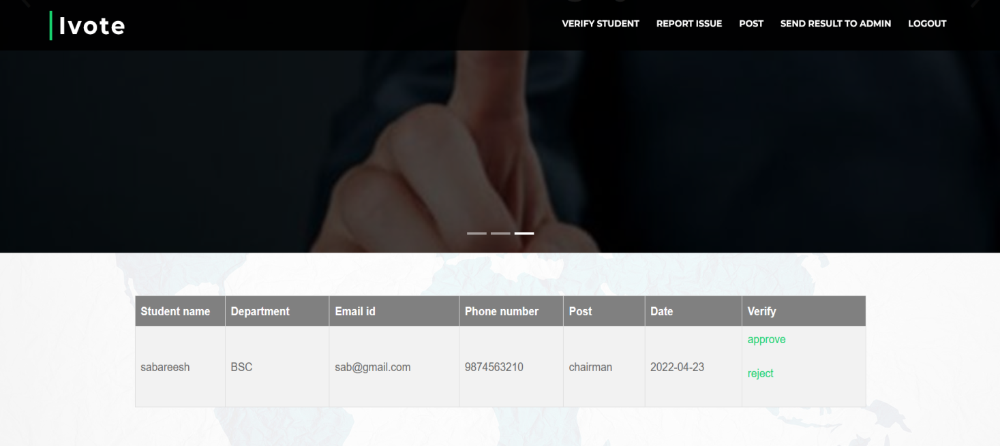 Ivote
VERIFY STUDENT REPORT ISSUE POST SEND RESULT TO ADMIN LOGOUT
Student name Department Email id Phone number Post Date Verify
sabareesh BSC sab@gmail.com 9874563210 chairman 2022-04-23 approve
reject